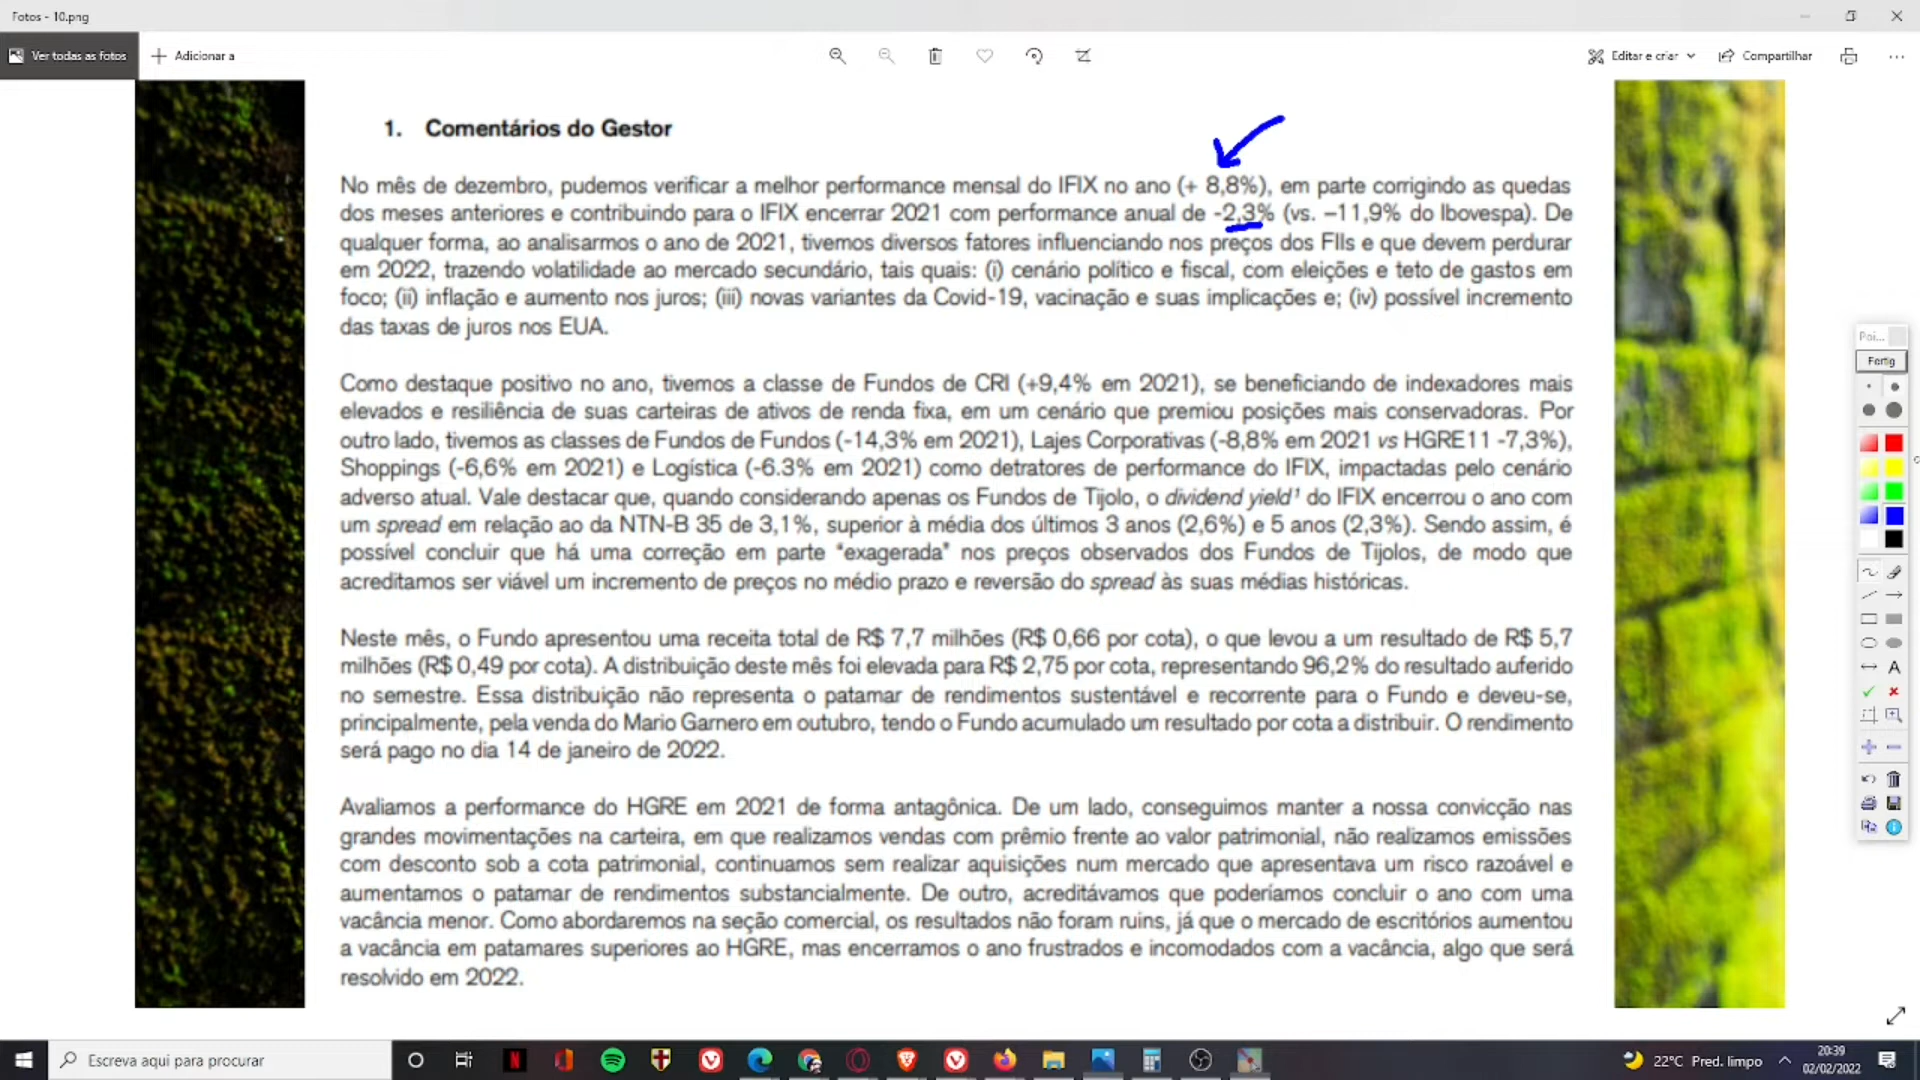 Fotos - 10.png
Ver todas as fotos
Adicionar a
Editar e criar
Compartilhar
1. Comentários do Gestor
No mês de dezembro, pudemos verificar a melhor performance mensal do IFIX no ano (+ 8,8%), em parte corrigindo as quedas
dos meses anteriores e contribuindo para o IFIX encerrar 2021 com performance anual de -2,3% (vs. –11,9% do Ibovespa). De
qualquer forma, ao analisarmos o ano de 2021, tivemos diversos fatores influenciando nos preços dos FIIs e que devem perdurar
em 2022, trazendo volatilidade ao mercado secundário, tais quais: (i) cenário político e fiscal, com eleições e teto de gastos em
foco; (ii) inflação e aumento nos juros; (iii) novas variantes da Covid-19, vacinação e suas implicações e; (iv) possível incremento
das taxas de juros nos EUA.
Como destaque positivo no ano, tivemos a classe de Fundos de CRI (+9,4% em 2021), se beneficiando de indexadores mais
elevados e resiliência de suas carteiras de ativos de renda fixa, em um cenário que premiou posições mais conservadoras. Por
outro lado, tivemos as classes de Fundos de Fundos (-14,3% em 2021), Lajes Corporativas (-8,8% em 2021 vs HGRE11 -7,3%),
Shoppings (-6,6% em 2021) e Logística (-6.3% em 2021) como detratores de performance do IFIX, impactadas pelo cenário
adverso atual. Vale destacar que, quando considerando apenas os Fundos de Tijolo, o dividend yield¹ do IFIX encerrou o ano com
um spread em relação ao da NTN-B 35 de 3,1%, superior à média dos últimos 3 anos (2,6%) e 5 anos (2,3%). Sendo assim, é
possível concluir que há uma correção em parte "exagerada" nos preços observados dos Fundos de Tijolos, de modo que
acreditamos ser viável um incremento de preços no médio prazo e reversão do spread às suas médias históricas.
Neste mês, o Fundo apresentou uma receita total de R$ 7,7 milhões (R$ 0,66 por cota), o que levou a um resultado de R$ 5,7
milhões (R$ 0,49 por cota). A distribuição deste mês foi elevada para R$ 2,75 por cota, representando 96,2% do resultado auferido
no semestre. Essa distribuição não representa o patamar de rendimentos sustentável e recorrente para o Fundo e deveu-se,
principalmente, pela venda do Mario Garnero em outubro, tendo o Fundo acumulado um resultado por cota a distribuir. O rendimento
será pago no dia 14 de janeiro de 2022.
Avaliamos a performance do HGRE em 2021 de forma antagônica. De um lado, conseguimos manter a nossa convicção nas
grandes movimentações na carteira, em que realizamos vendas com prêmio frente ao valor patrimonial, não realizamos emissões
com desconto sob a cota patrimonial, continuamos sem realizar aquisições num mercado que apresentava um risco razoável e
aumentamos o patamar de rendimentos substancialmente. De outro, acreditávamos que poderíamos concluir o ano com uma
vacância menor. Como abordaremos na seção comercial, os resultados não foram ruins, já que o mercado de escritórios aumentou
a vacância em patamares superiores ao HGRE, mas encerramos o ano frustrados e incomodados com a vacância, algo que será
resolvido em 2022.
Poi...
Fertig
A
Escreva aqui para procurar
22°C Pred. limpo
20:39
02/02/2022